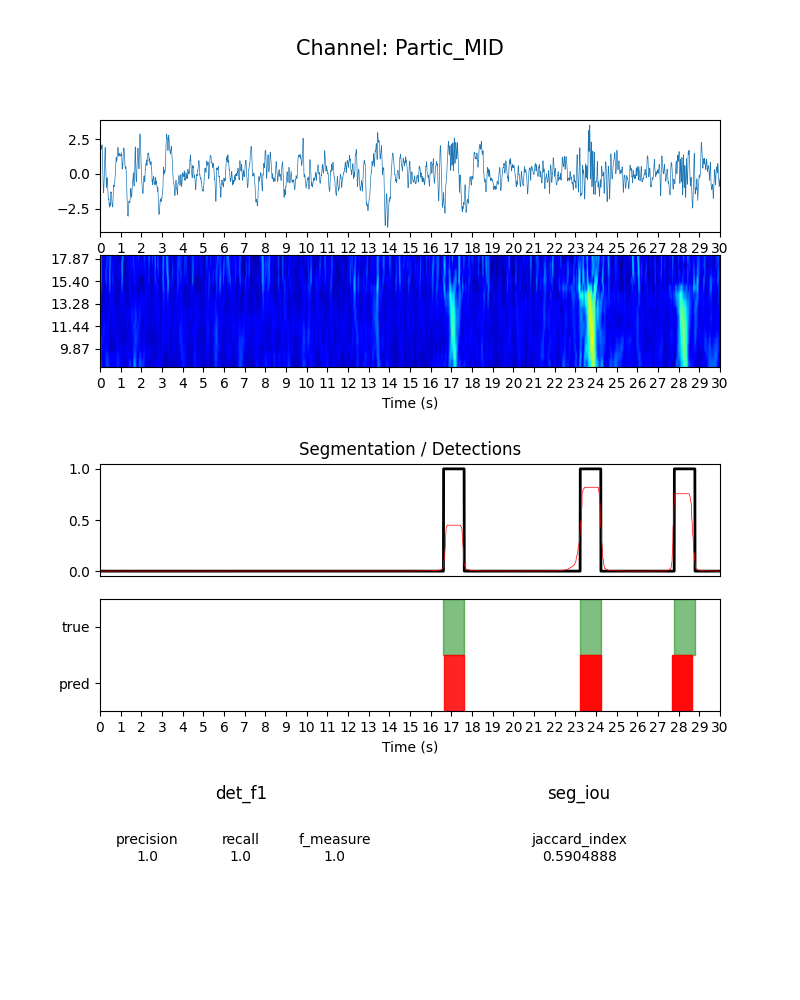 Channel: Partic_MID
2.5
0.0
−2.5
0 1 2 3 4 5 6 7 8 9 10 11 12 13 14 15 16 17 18 19 20 21 22 23 24 25 26 27 28 29 30
17.87
15.40
13.28
11.44
9.87
0 1 2 3 4 5 6 7 8 9 10 11 12 13 14 15 16 17 18 19 20 21 22 23 24 25 26 27 28 29 30
Time (s)
Segmentation / Detections
1.0
0.5
0.0
true
pred
0 1 2 3 4 5 6 7 8 9 10 11 12 13 14 15 16 17 18 19 20 21 22 23 24 25 26 27 28 29 30
Time (s)
det_f1 seg_iou
precision recall f_measure jaccard_index
1.0 1.0 1.0 0.5904888